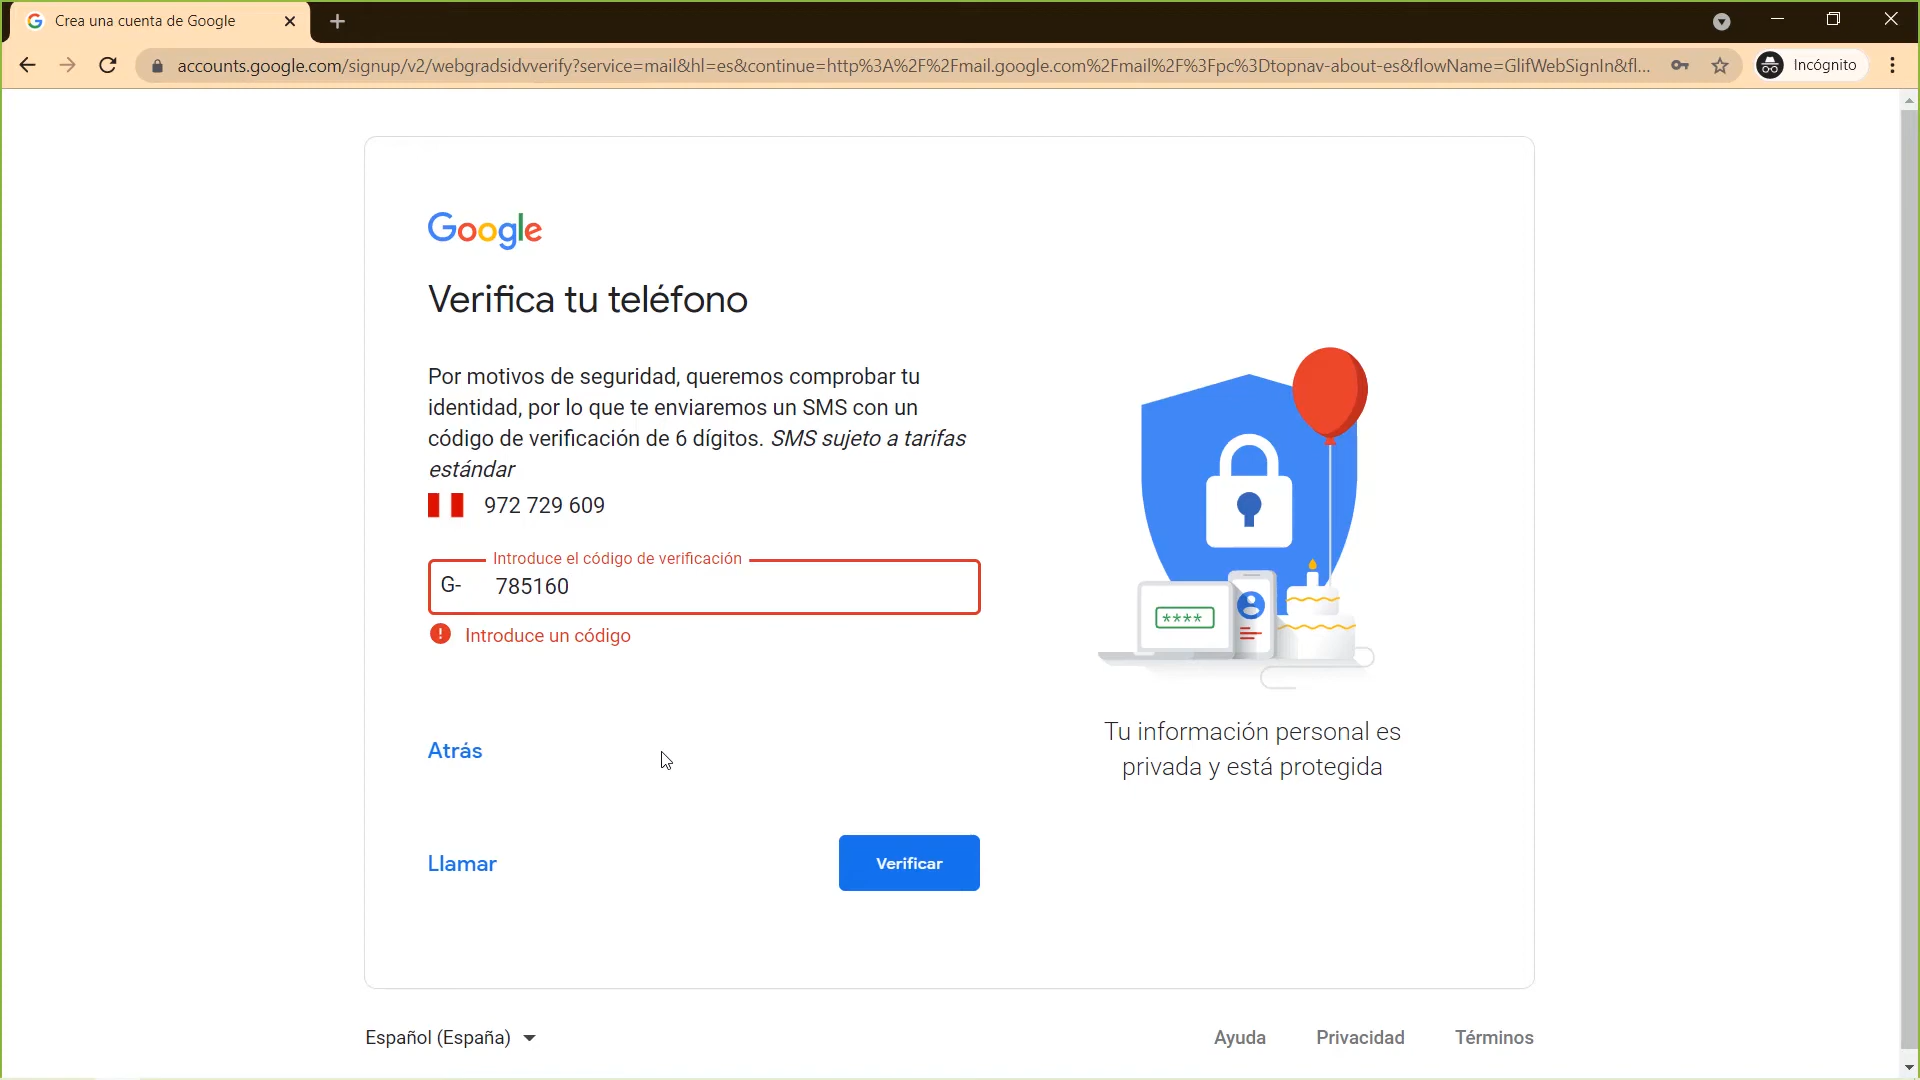 Crea una cuenta de Google
accounts.google.com/signup/v2/webgradsidvverify?service=mail&hl=es&continue=http%3A%2F%2Fmail.google.com%2Fmail%2F%3Fpc%3Dtopnav-about-es&flowName=GlifWebSignIn&fl...
Incógnito
Google
Verifica tu teléfono
Por motivos de seguridad, queremos comprobar tu
identidad, por lo que te enviaremos un SMS con un
código de verificación de 6 dígitos. SMS sujeto a tarifas
estándar
972 729 609
Introduce el código de verificación
G- 785160
Introduce un código
Atrás
Llamar
Verificar
****
Tu información personal es
privada y está protegida
Español (España)
Ayuda
Privacidad
Términos